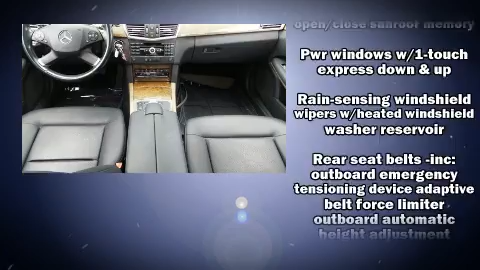 open/close sunroof memory
Pwr windows w/1-touch
express down & up
Rain-sensing windshield
wipers w/heated windshield
washer reservoir
Rear seat belts -inc:
outboard emergency
tensioning device adaptive
belt force limiter
outboard automatic
height adjustment